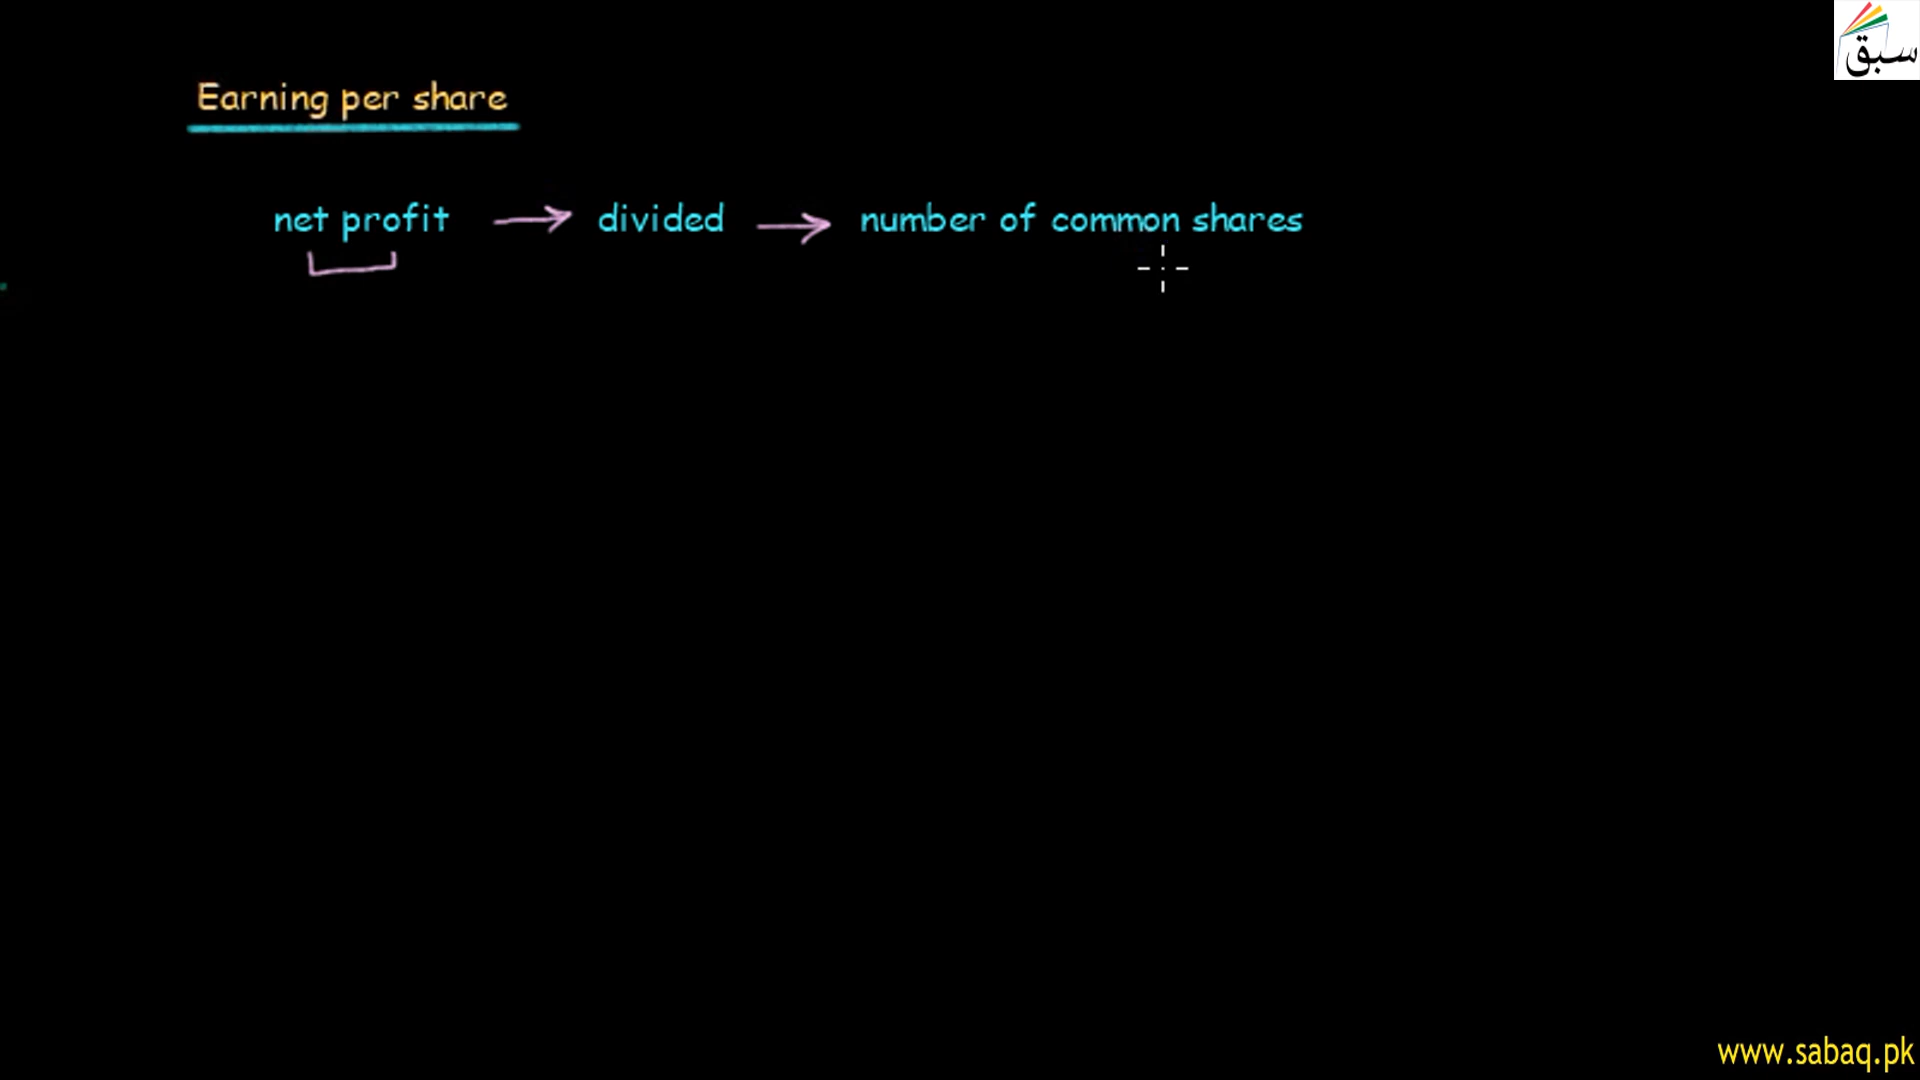 سبق
Earning per share
net profit → divided → number of common shares
www.sabaq.pk